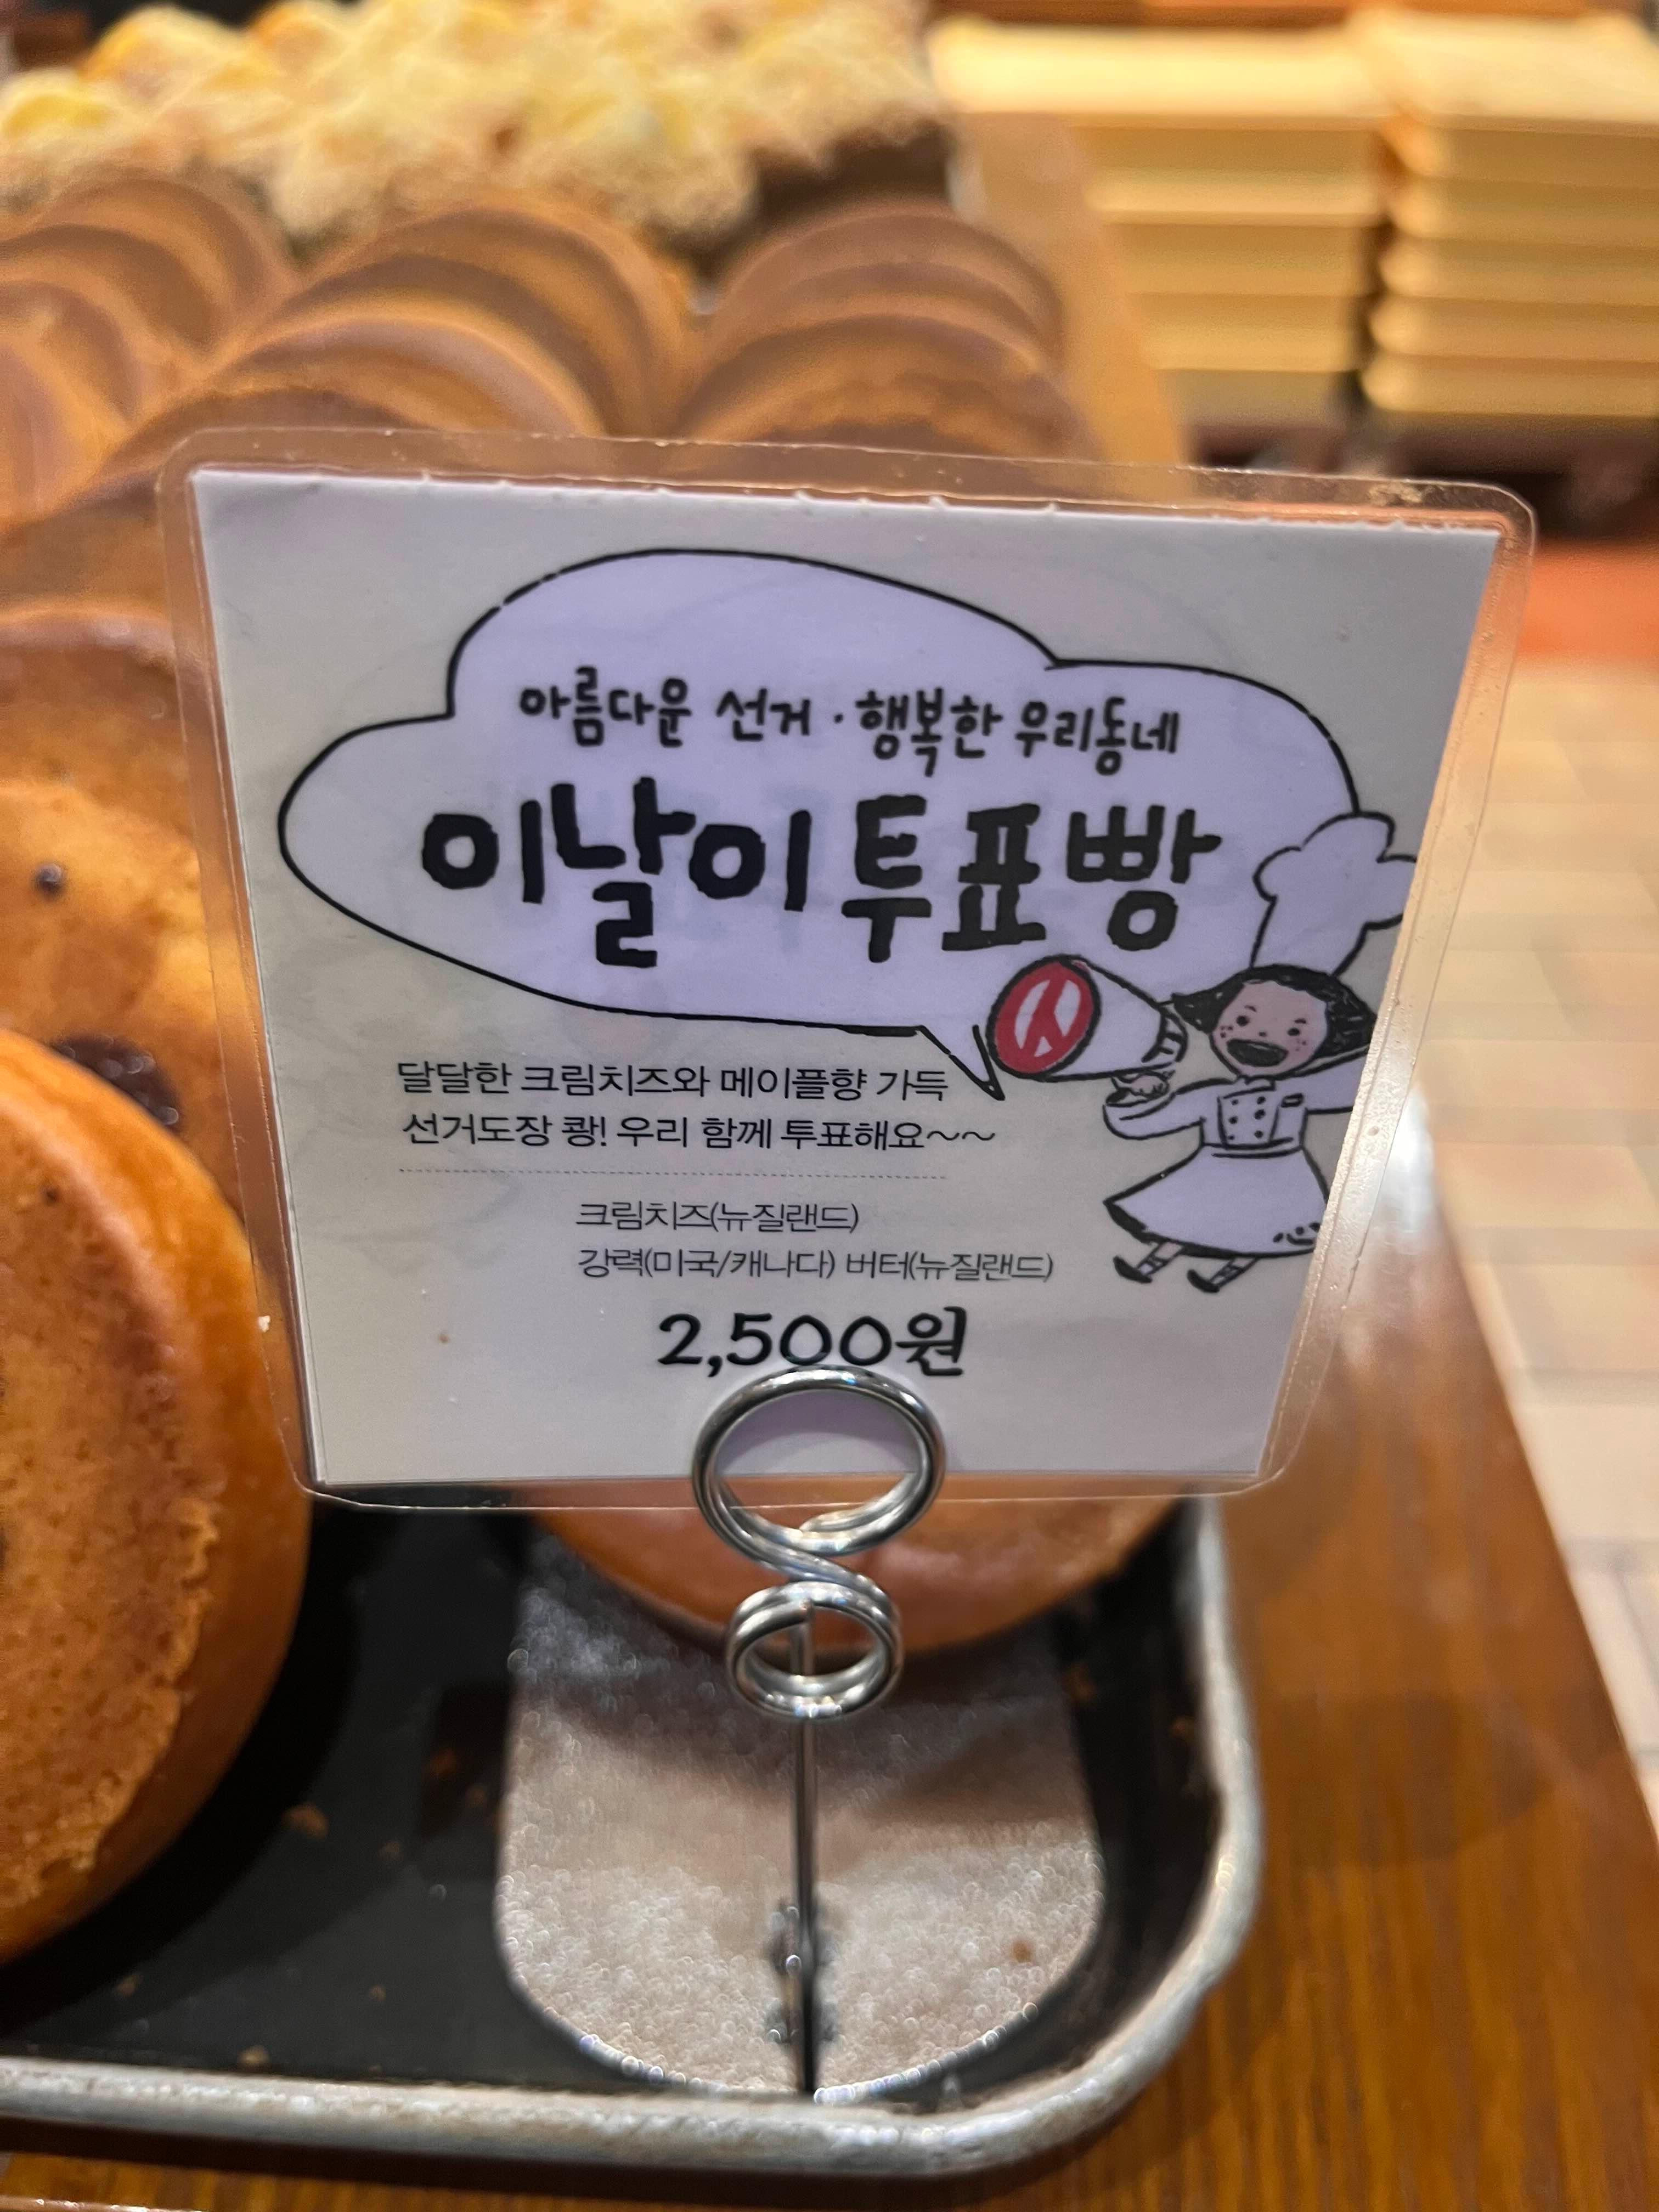 아름다운 선거·행복한 우리동네
이날이 투표빵
달달한 크림치즈와 메이플향 가득
선거도장 쾅! 우리 함께 투표해요~~
크림치즈(뉴질랜드)
강력(미국/캐나다) 버터(뉴질랜드)
2,500원